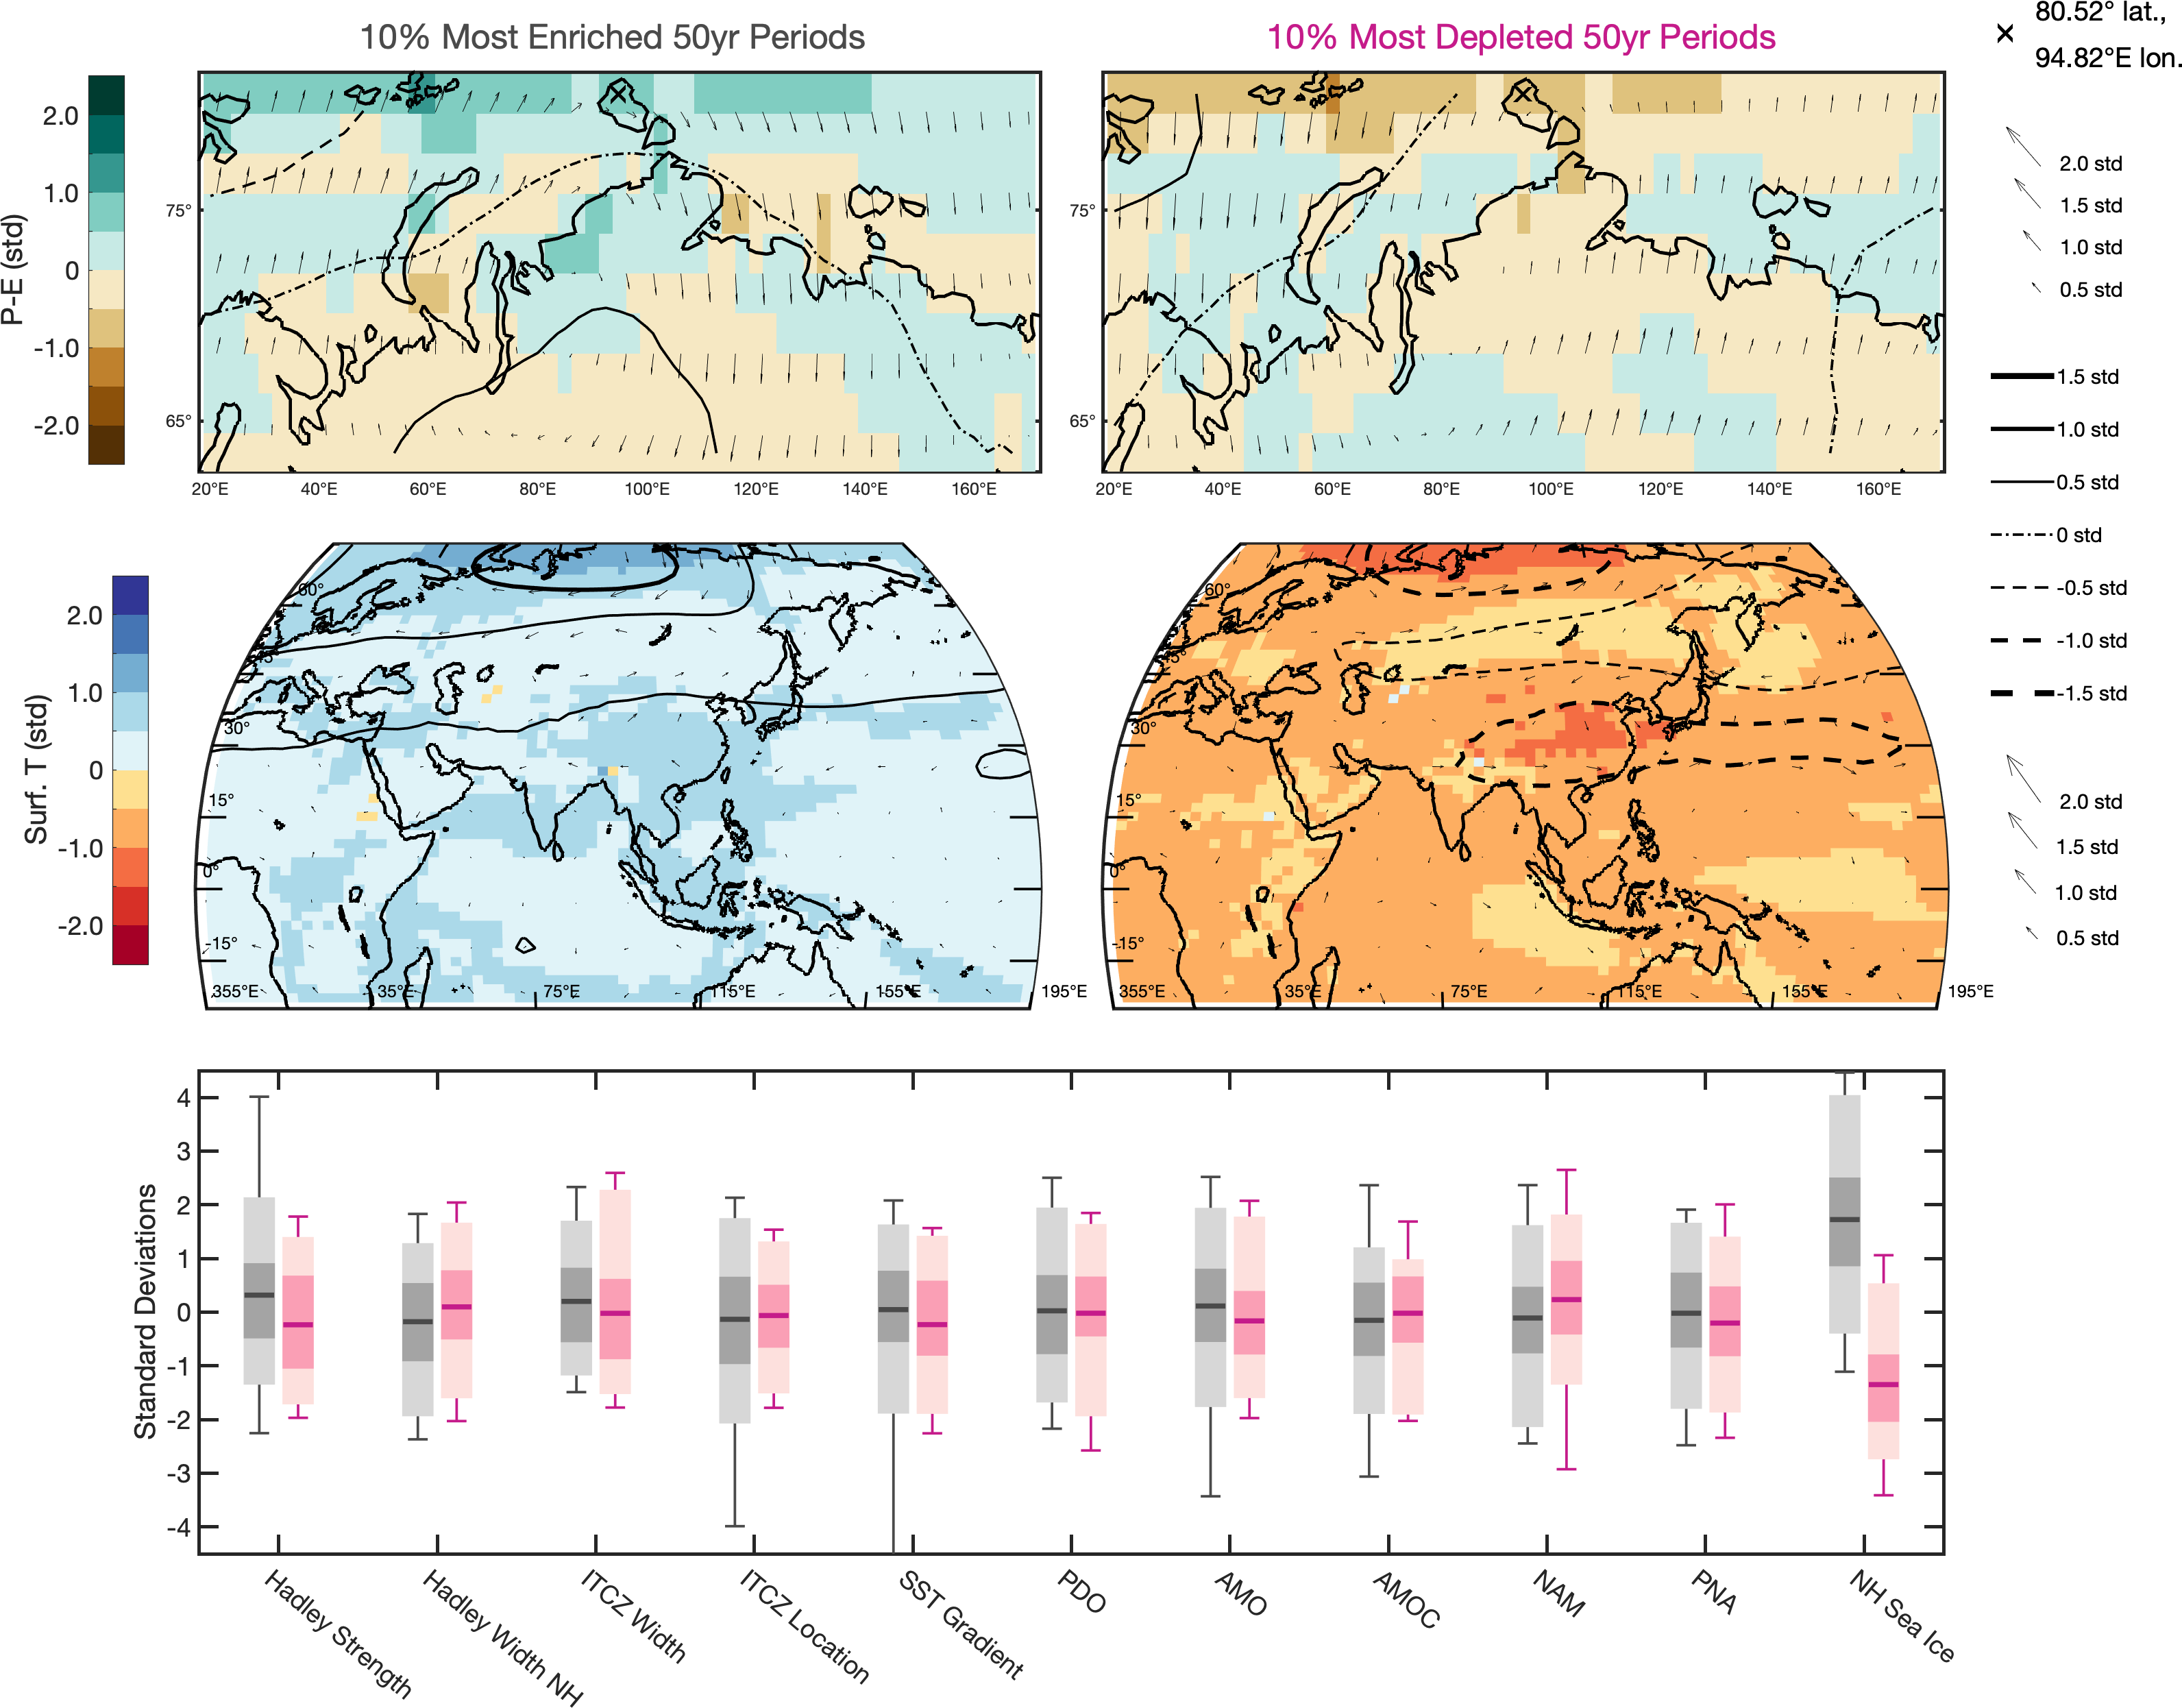 10% Most Enriched 50yr Periods
10% Most Depleted 50yr Periods
80.52° lat.,
94.82°E lon.
P-E (std)
2.0
1.0
0
-1.0
-2.0
75°
65°
20°E 40°E 60°E 80°E 100°E 120°E 140°E 160°E
75°
65°
20°E 40°E 60°E 80°E 100°E 120°E 140°E 160°E
2.0 std
1.5 std
1.0 std
0.5 std
1.5 std
1.0 std
0.5 std
0 std
-0.5 std
-1.0 std
-1.5 std
Surf. T (std)
2.0
1.0
0
-1.0
-2.0
60°
45°
30°
15°
0°
-15°
355°E 35°E 75°E 115°E 155°E 195°E
60°
45°
30°
15°
0°
-15°
355°E 35°E 75°E 115°E 155°E 195°E
2.0 std
1.5 std
1.0 std
0.5 std
Standard Deviations
4
3
2
1
0
-1
-2
-3
-4
Hadley Strength
Hadley Width NH
ITCZ Width
ITCZ Location
SST Gradient
PDO
AMO
AMOC
NAM
PNA
NH Sea Ice